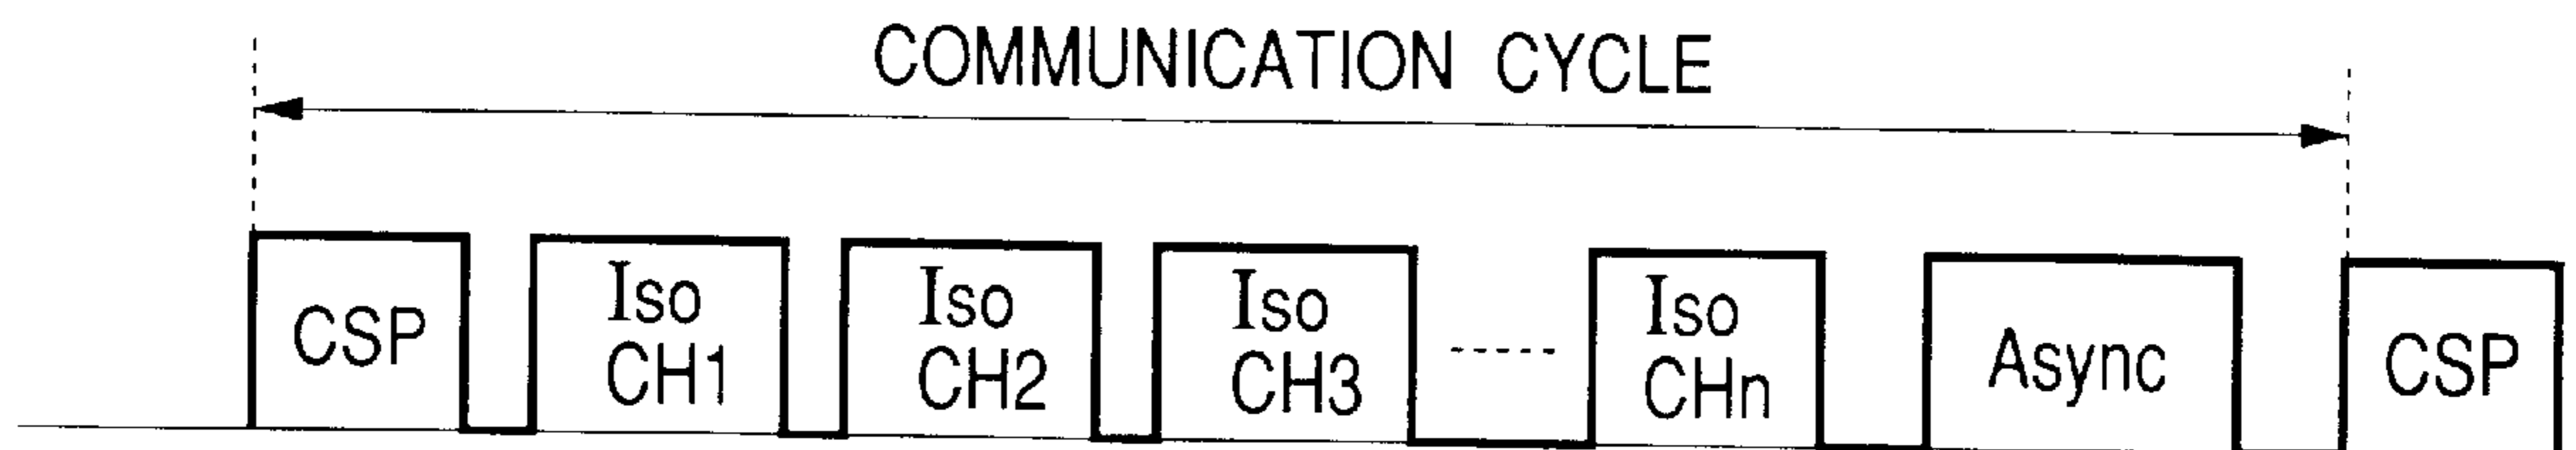 COMMUNICATION CYCLE
CSP
Iso
CH1
Iso
CH2
Iso
CH3
Iso
CHn
Async
CSP